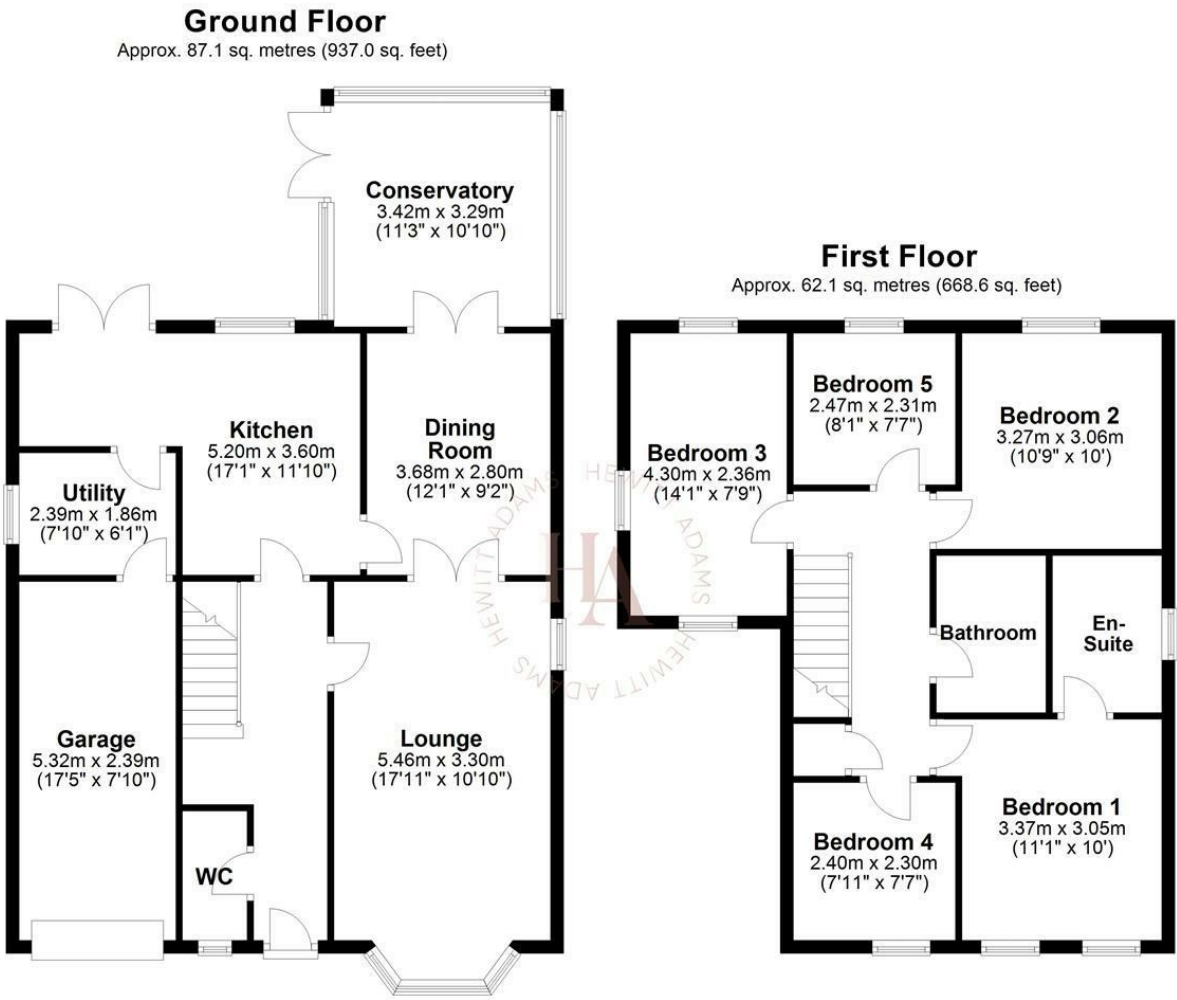 Ground Floor
Approx. 87.1 sq. metres (937.0 sq. feet)
Conservatory
3.42m x 3.29m
(11'3" x 10'10")
Kitchen
5.20m x 3.60m
(17'1" x 11'10")
Dining
Room
3.68m x 2.80m
(12'1" x 9'2")
Utility
2.39m x 1.86m
(7'10" x 6'1")
Garage
5.32m x 2.39m
(17'5" x 7'10")
Lounge
5.46m x 3.30m
(17'11" x 10'10")
WC
First Floor
Approx. 62.1 sq. metres (668.6 sq. feet)
Bedroom 3
4.30m x 2.36m
(14'1" x 7'9")
Bedroom 5
2.47m x 2.31m
(8'1" x 7'7")
Bedroom 2
3.27m x 3.06m
(10'9" x 10')
Bathroom
En-
Suite
Bedroom 4
2.40m x 2.30m
(7'11" x 7'7")
Bedroom 1
3.37m x 3.05m
(11'1" x 10')
HEWITT ADAMS HEWITT ADAMS HEWITT ADAMS
HA